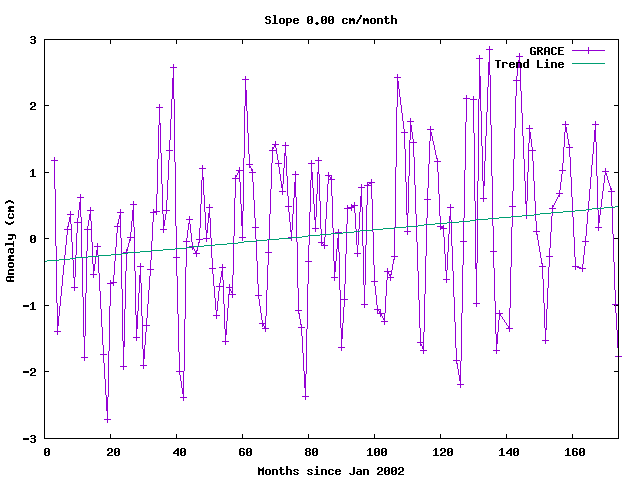 Slope 0.00 cm/month
GRACE
Trend Line
Anomaly (cm)
3
2
1
0
-1
-2
-3
0 20 40 60 80 100 120 140 160
Months since Jan 2002